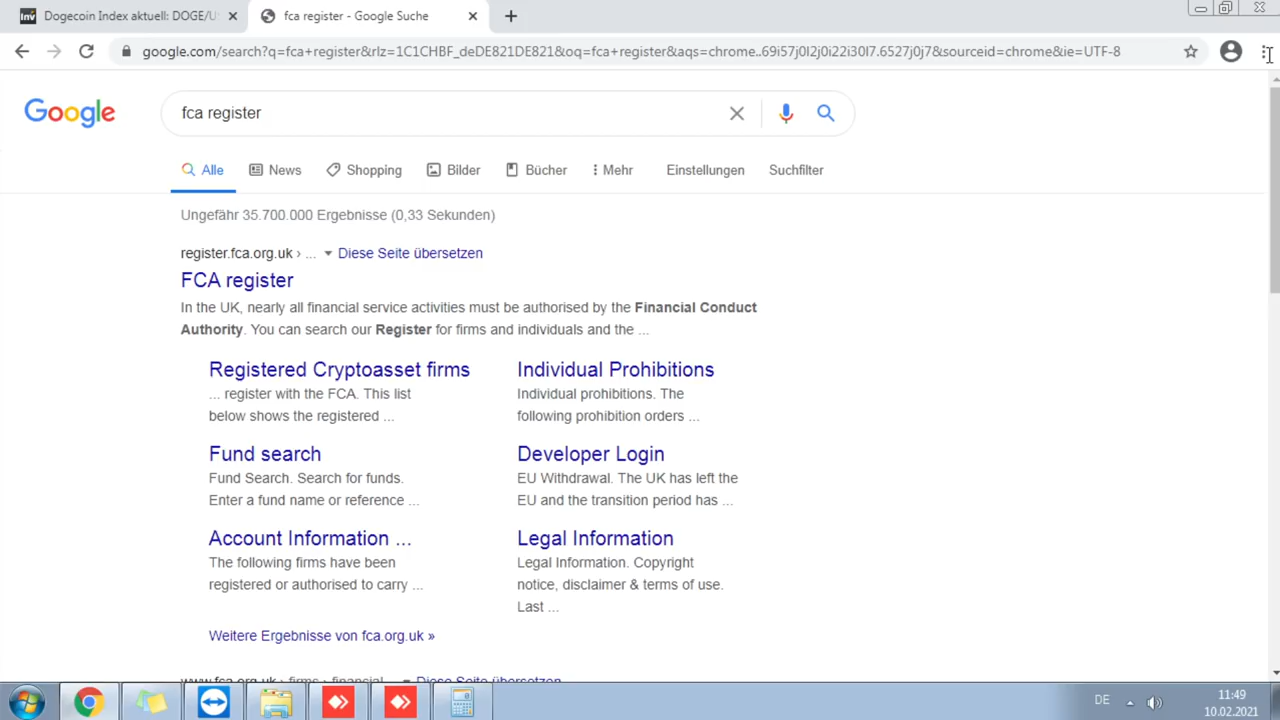 Dogecoin Index aktuell: DOGE/U
fca register - Google Suche
google.com/search?q=fca+register&rlz=1C1CHBF_deDE821DE821&oq=fca+register&aqs=chrome..69i57j0l2j0i22i30l7.6527j0j7&sourceid=chrome&ie=UTF-8
Google
fca register
Alle News Shopping Bilder Bücher Mehr Einstellungen Suchfilter
Ungefähr 35.700.000 Ergebnisse (0,33 Sekunden)
register.fca.org.uk › ... Diese Seite übersetzen
FCA register
In the UK, nearly all financial service activities must be authorised by the Financial Conduct
Authority. You can search our Register for firms and individuals and the ...
Registered Cryptoasset firms
... register with the FCA. This list
below shows the registered ...
Individual Prohibitions
Individual prohibitions. The
following prohibition orders ...
Fund search
Fund Search. Search for funds.
Enter a fund name or reference ...
Developer Login
EU Withdrawal. The UK has left the
EU and the transition period has ...
Account Information ...
The following firms have been
registered or authorised to carry ...
Legal Information
Legal Information. Copyright
notice, disclaimer & terms of use.
Last ...
Weitere Ergebnisse von fca.org.uk »
www.fca.org.uk › firms › financial... Diese Seite übersetzen
DE
11:49
10.02.2021